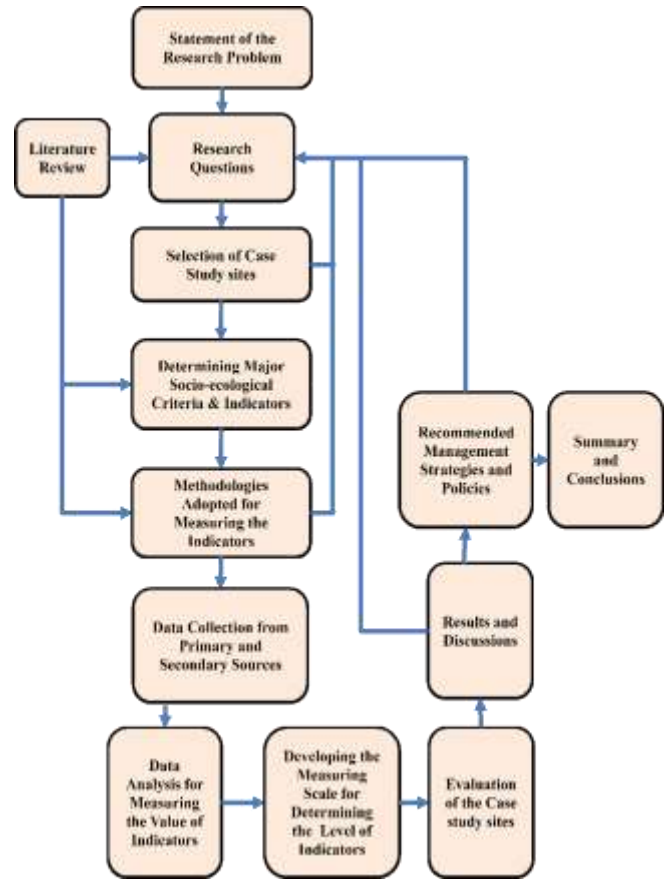 Statement of the
Research Problem
Literature
Review
Research
Questions
Selection of Case
Study sites
Determining Major
Socio-ecological
Criteria & Indicators
Methodologies
Adopted for
Measuring the
Indicators
Data Collection from
Primary and
Secondary Sources
Data
Analysis for
Measuring
the Value of
Indicators
Developing the
Measuring
Scale for
Determining
the Level of
Indicators
Evaluation
of the Case
study sites
Results and
Discussions
Recommended
Management
Strategies and
Policies
Summary
and
Conclusions